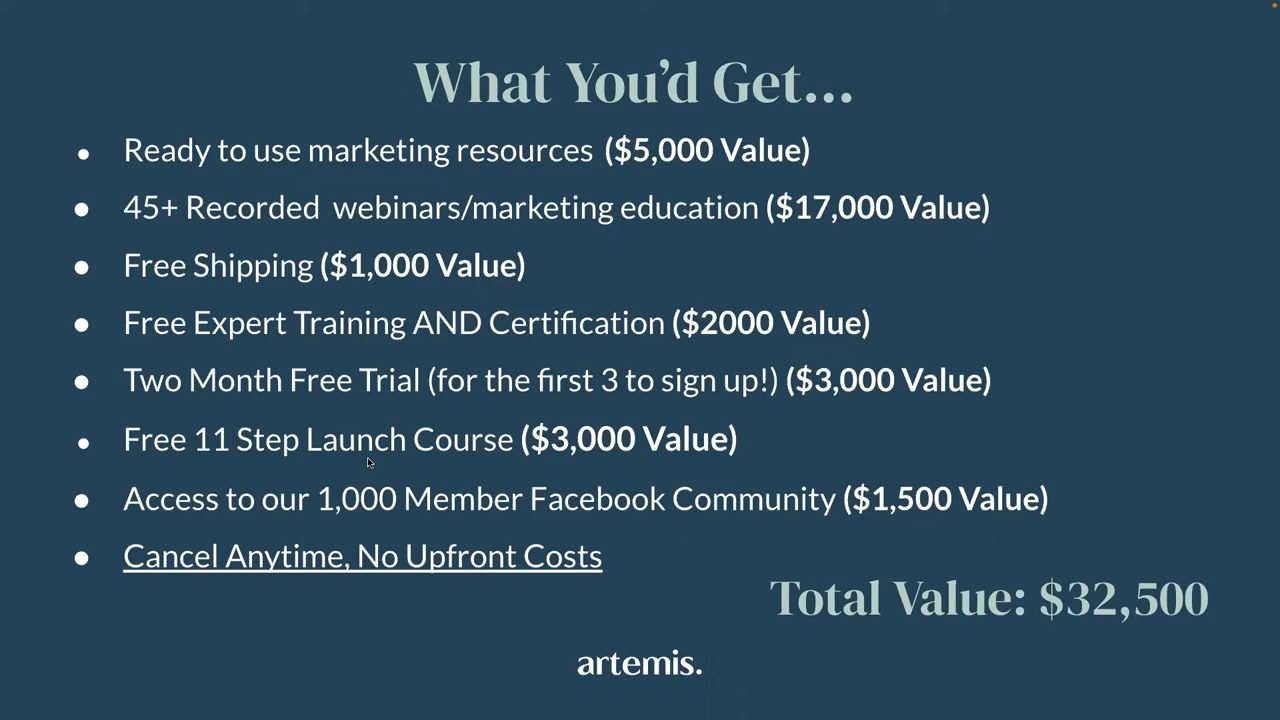 What You’d Get...
● Ready to use marketing resources ($5,000 Value)
● 45+ Recorded webinars/marketing education ($17,000 Value)
● Free Shipping ($1,000 Value)
● Free Expert Training AND Certification ($2000 Value)
● Two Month Free Trial (for the first 3 to sign up!) ($3,000 Value)
● Free 11 Step Launch Course ($3,000 Value)
● Access to our 1,000 Member Facebook Community ($1,500 Value)
● Cancel Anytime, No Upfront Costs
Total Value: $32,500
artemis.